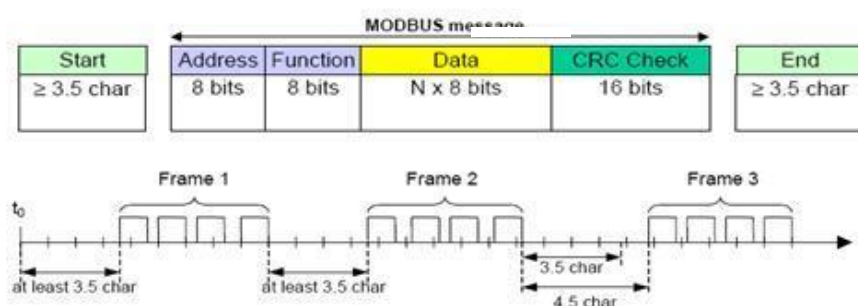 MODBUS message
Start Address Function Data CRC Check End
≥ 3.5 char 8 bits 8 bits N x 8 bits 16 bits ≥ 3.5 char
Frame 1 Frame 2 Frame 3
t0
3.5 char
at least 3.5 char at least 3.5 char
4.5 char